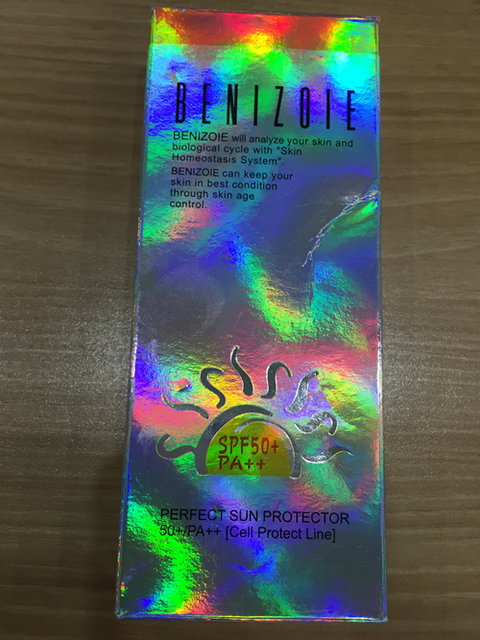 BENIZOIE
BENIZOIE will analyze your skin and
biological cycle with "Skin
Homeostasis System".
BENIZOIE can keep your
skin in best condition
through skin age
control.
SPF50+
PA++
PERFECT SUN PROTECTOR
50+/PA++ [Cell Protect Line]